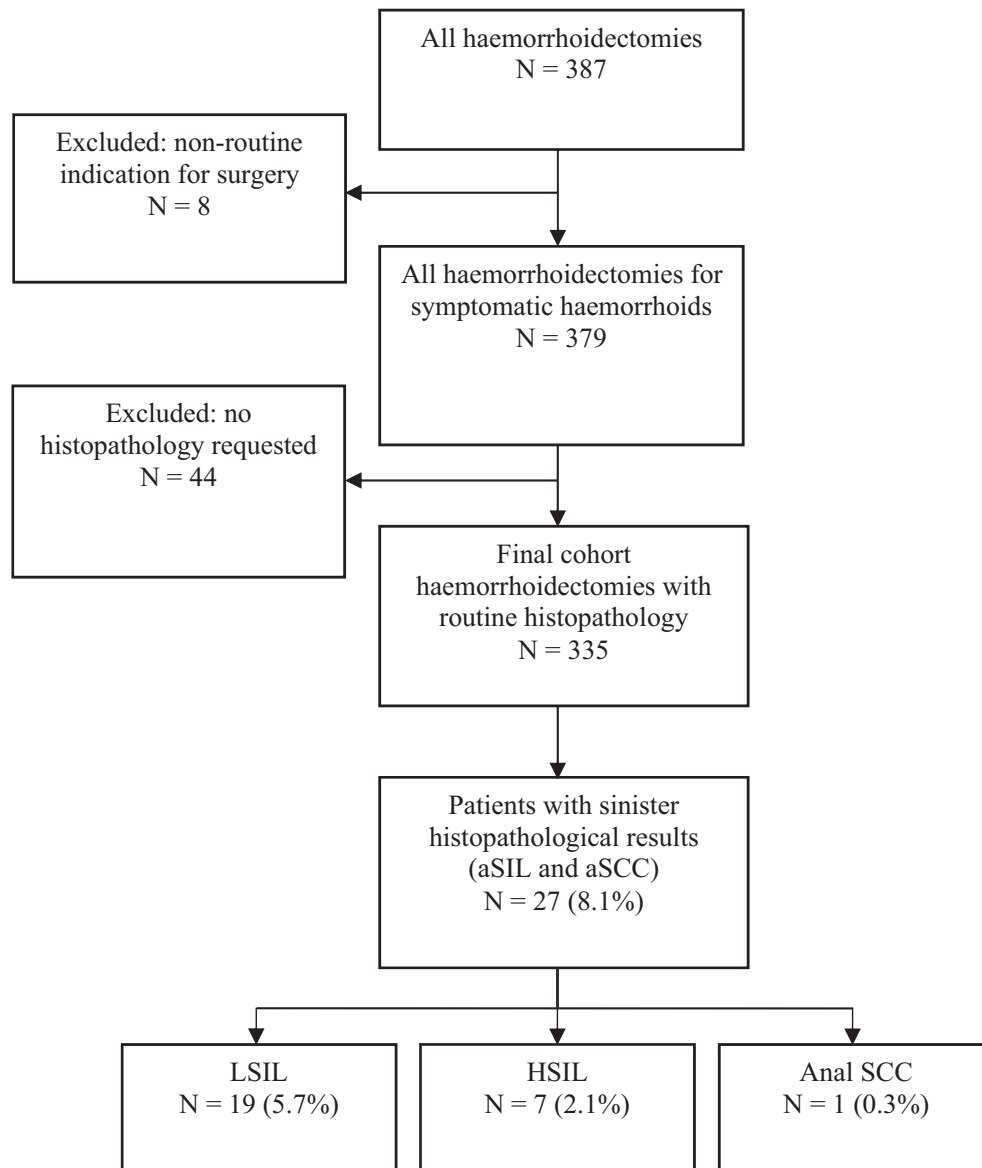 All haemorrhoidectomies
N = 387
Excluded: non-routine
indication for surgery
N = 8
All haemorrhoidectomies for
symptomatic haemorrhoids
N = 379
Excluded: no
histopathology requested
N = 44
Final cohort
haemorrhoidectomies with
routine histopathology
N = 335
Patients with sinister
histopathological results
(aSIL and aSCC)
N = 27 (8.1%)
LSIL
N = 19 (5.7%)
HSIL
N = 7 (2.1%)
Anal SCC
N = 1 (0.3%)